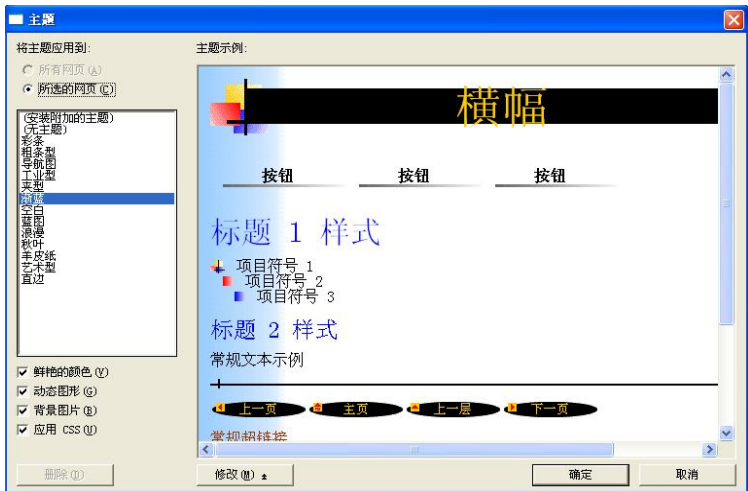 主题
将主题应用到:
所有网页(A)
所选的网页(C)
(安装附加的主题)
(无主题)
彩条
粗条型
导航图
工业型
夹型
渐蓝
空白
蓝图
浪漫
秋叶
羊皮纸
艺术型
直边
鲜艳的颜色(V)
动态图形(G)
背景图片(B)
应用 CSS(U)
删除(D)
主题示例:
横幅
按钮 按钮 按钮
标题 1 样式
项目符号 1
项目符号 2
项目符号 3
标题 2 样式
常规文本示例
上一页 主页 上一层 下一页
常规超链接
修改(M) 确定 取消